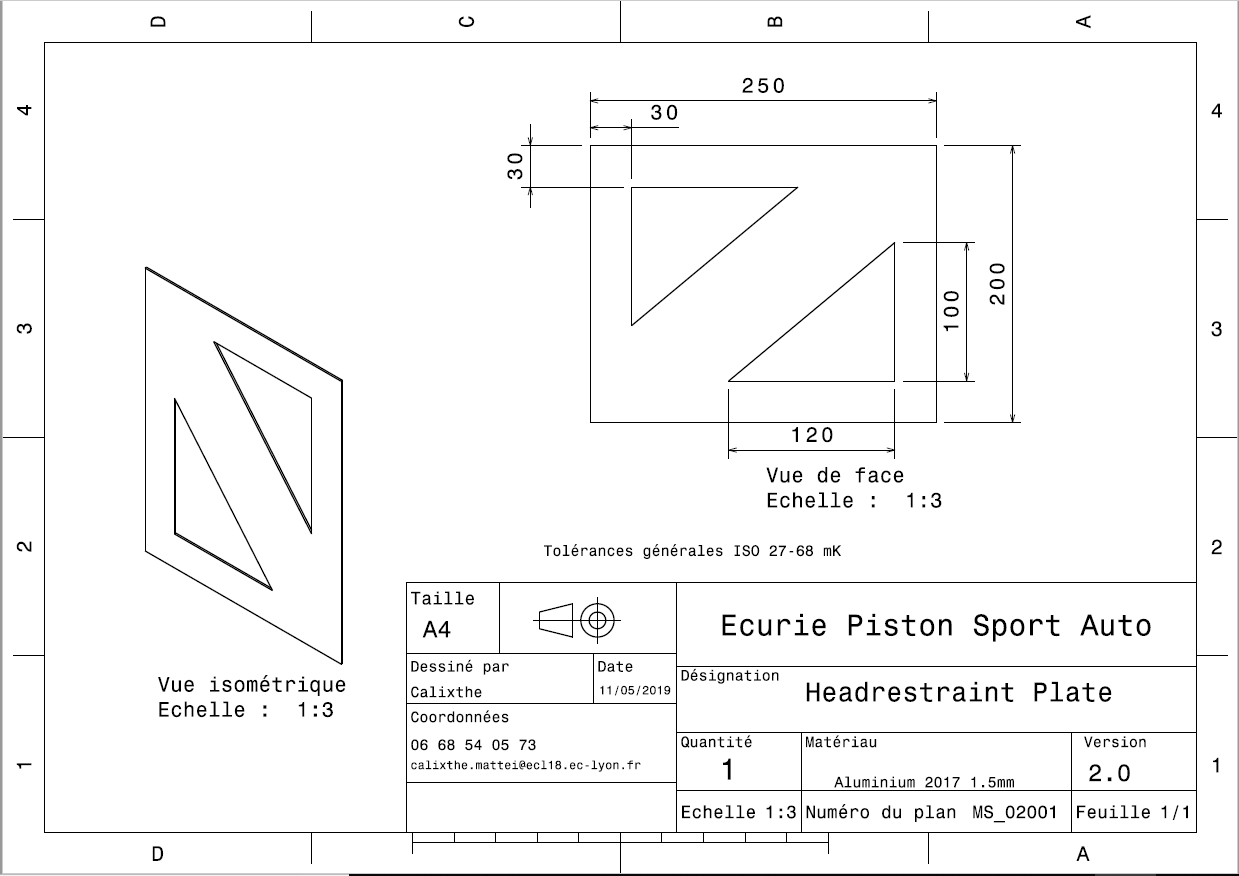 D C B A
4 4
250
30
30
3 3
100
200
120
Vue de face
Echelle : 1:3
2 2
Tolérances générales ISO 27-68 mK
Vue isométrique
Echelle : 1:3
Taille
A4
Ecurie Piston Sport Auto
Dessiné par
Calixthe
Date
11/05/2019
Désignation
Headrestraint Plate
Coordonnées
06 68 54 05 73
calixthe.mattei@ecl18.ec-lyon.fr
Quantité
1
Matériau
Aluminium 2017 1.5mm
Version
2.0
Echelle 1:3
Numéro du plan MS_02001
Feuille 1/1
1 1
D A